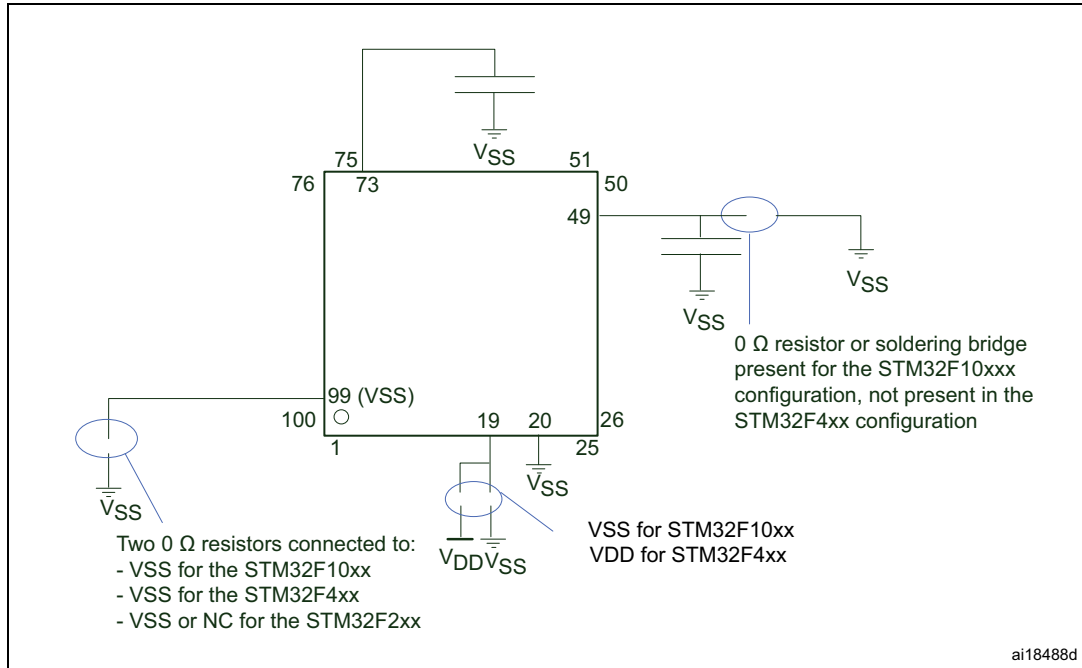 VSS
75
51
76
73
50
49
VSS
VSS
0 Ω resistor or soldering bridge
present for the STM32F10xxx
configuration, not present in the
STM32F4xx configuration
99 (VSS)
100
19
20
26
1
25
VSS
VSS
VDD VSS
VSS for STM32F10xx
VDD for STM32F4xx
Two 0 Ω resistors connected to:
- VSS for the STM32F10xx
- VSS for the STM32F4xx
- VSS or NC for the STM32F2xx
ai18488d